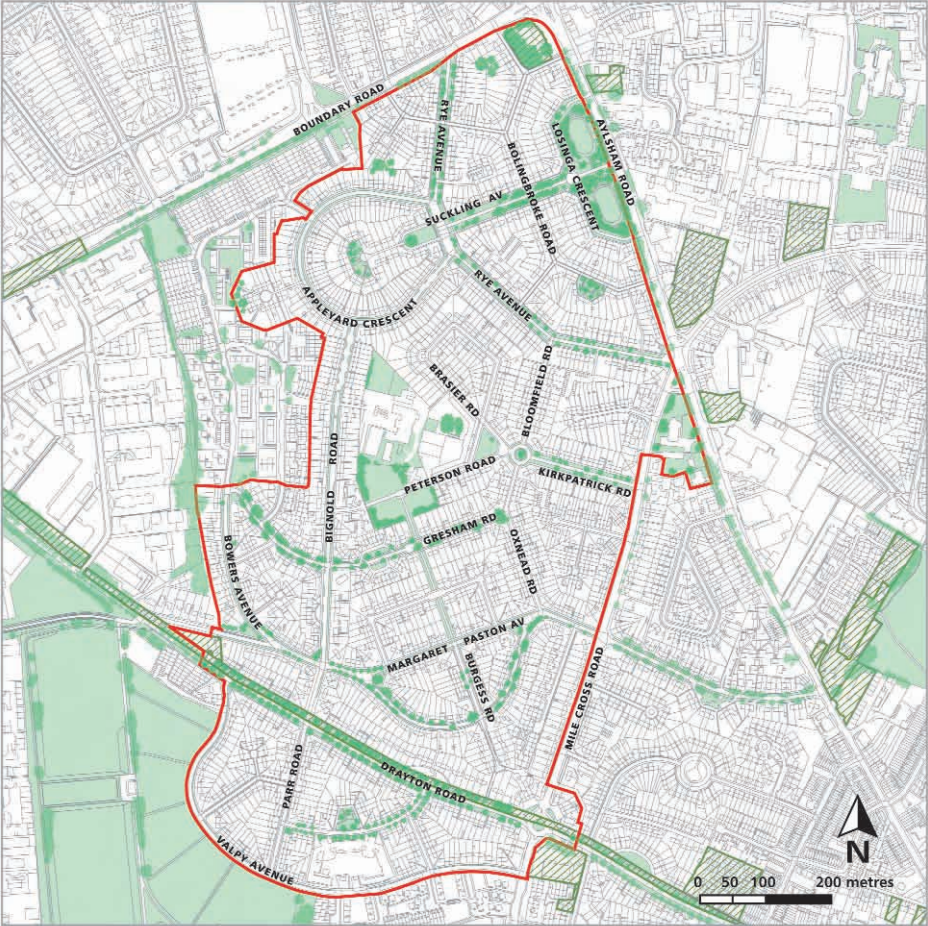 BOUNDARY ROAD
RYE AVENUE
BOLINGBROKE ROAD
LOSINGA CRESCENT
AYLSHAM ROAD
SUCKLING AV
APPLEYARD CRESCENT
RYE AVENUE
BRASIER RD
BLOOMFIELD RD
BIGNOLD ROAD
PETERSON ROAD
KIRKPATRICK RD
GRESHAM RD
OXNEAD RD
BOWERS AVENUE
MARGARET PASTON AV
BURGESS RD
MILE CROSS ROAD
PARR ROAD
DRAYTON ROAD
VALPY AVENUE
N
0 50 100 200 metres